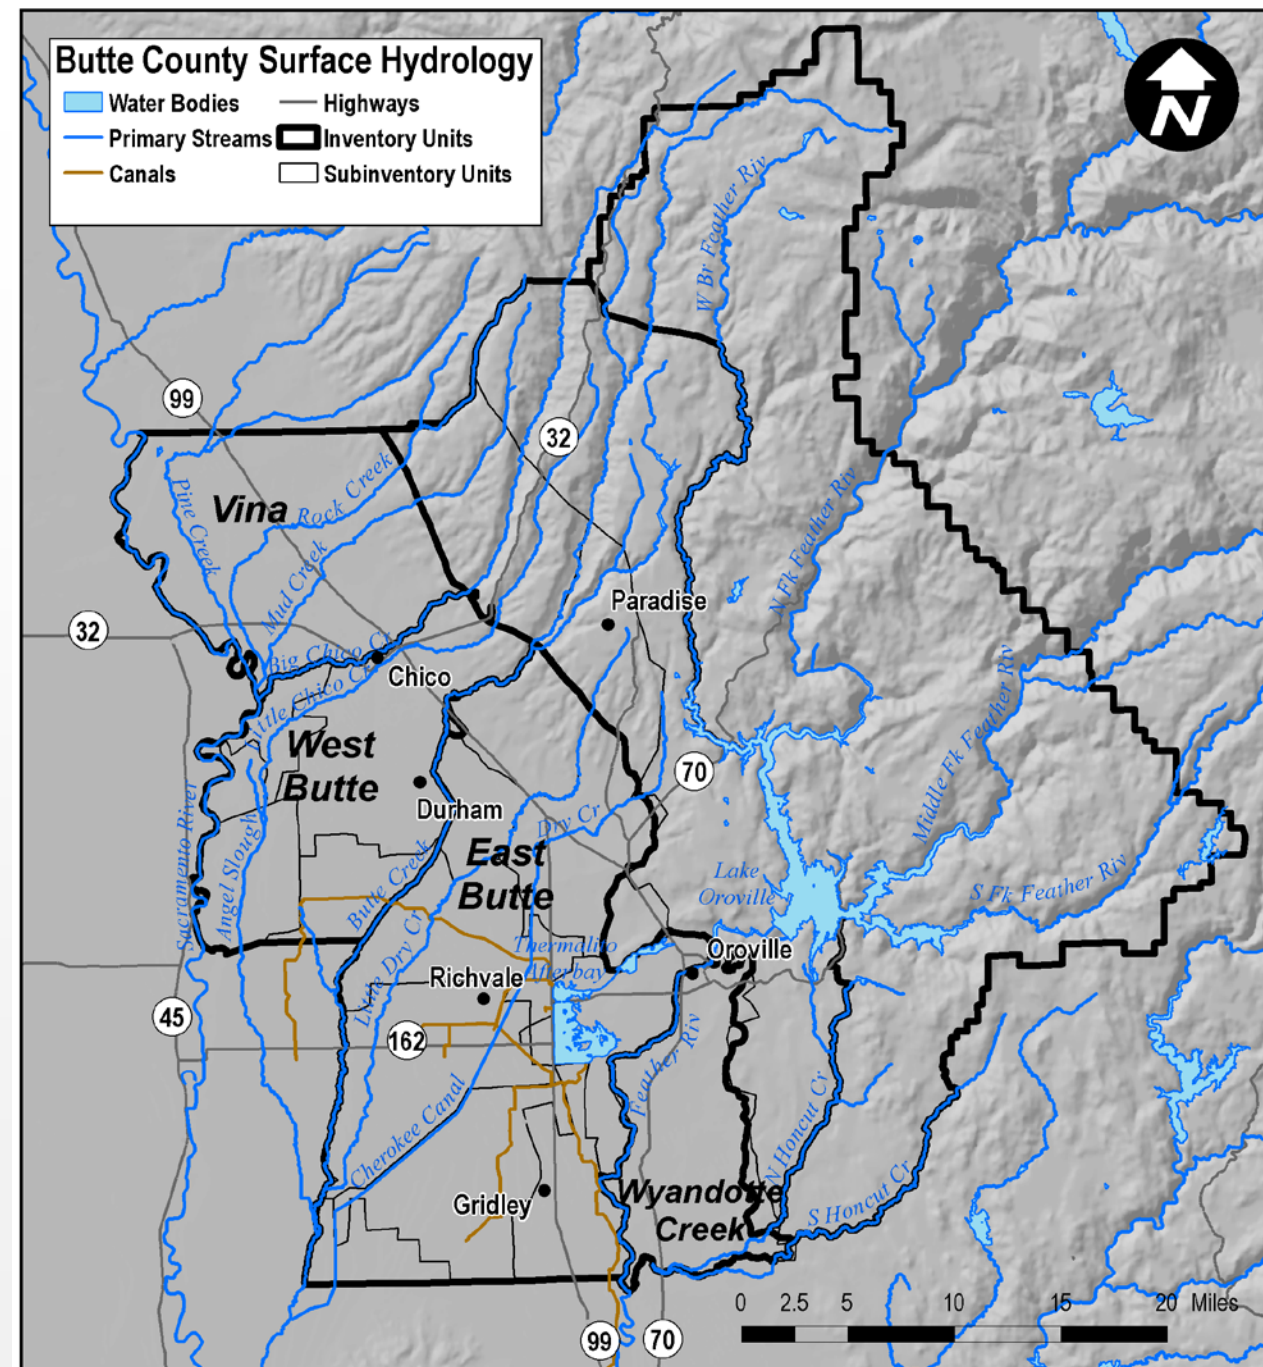 Butte County Surface Hydrology
Water Bodies
Highways
Primary Streams
Inventory Units
Canals
Subinventory Units
N
W Br Feather Riv
99
32
Vina
Rock Creek
Pine Creek
Mud Creek
N Fk Feather Riv
Paradise
32
Big Chico Cr
Chico
Little Chico Cr
Middle Fk Feather Riv
West
Butte
70
Durham
Sacramento River
Angel Slough
Dry Cr
East
Butte
Butte Creek
Lake
Oroville
S Fk Feather Riv
Little Dry Cr
Thermalito
Afterbay
Oroville
Richvale
45
162
Feather Riv
Cherokee Canal
N Honcut Cr
Gridley
Wyandotte
Creek
S Honcut Cr
0 2.5 5 10 15 20 Miles
99
70